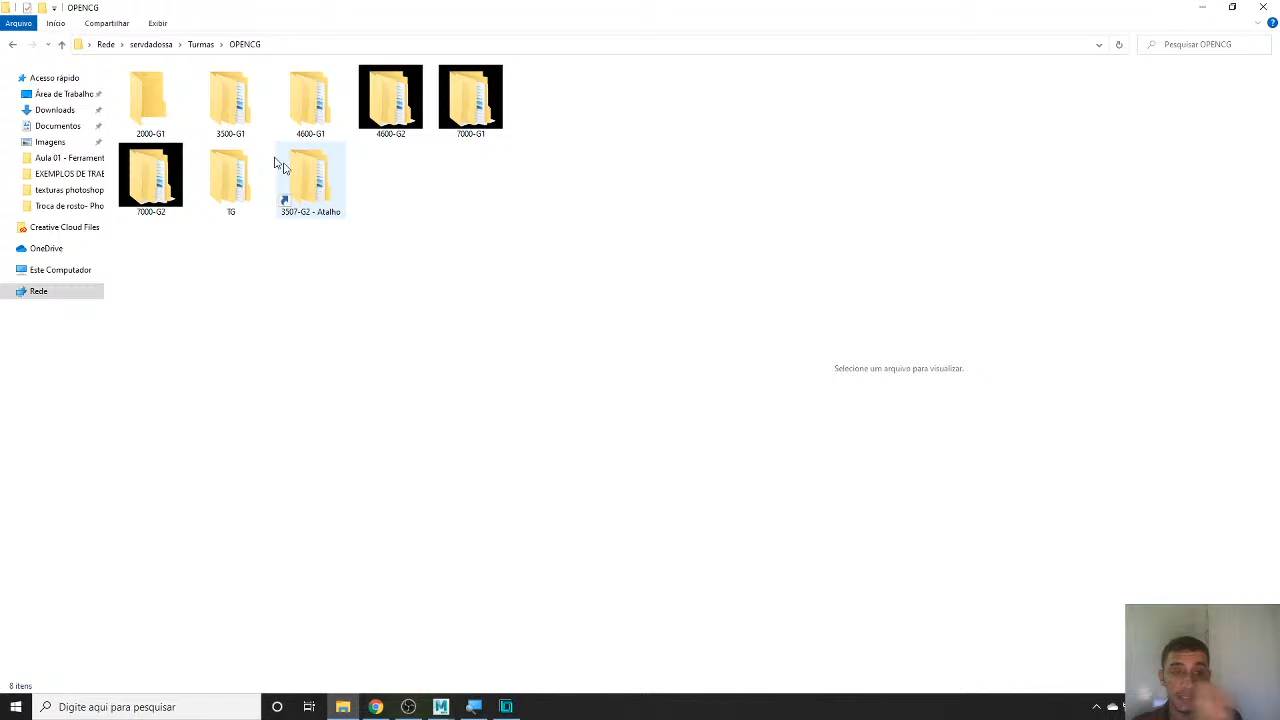 OPENCG
Arquivo Início Compartilhar Exibir
Rede servdadossa Turmas OPENCG
Pesquisar OPENCG
Acesso rápido
Área de Trabalho
Downloads
Documentos
Imagens
Aula 01 - Ferrament
EXEMPLOS DE TRAB
texturas photoshop
Troca de rosto- Pho
Creative Cloud Files
OneDrive
Este Computador
Rede
2000-G1 3500-G1 4600-G1 4600-G2 7000-G1
7000-G2 TG 3507-G2 - Atalho
Selecione um arquivo para visualizar.
8 itens
Digite aqui para pesquisar